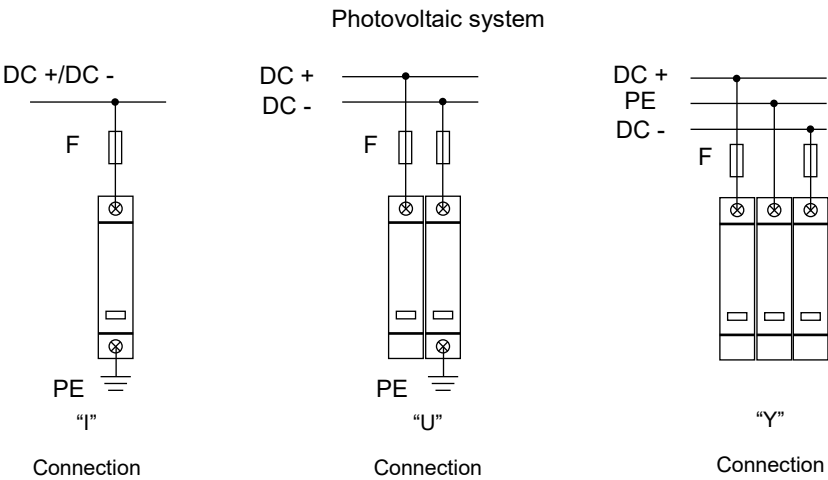 Photovoltaic system
DC +/DC -
F
PE
“I”
Connection
DC +
DC -
F
PE
“U”
Connection
DC +
PE
DC -
F
“Y”
Connection